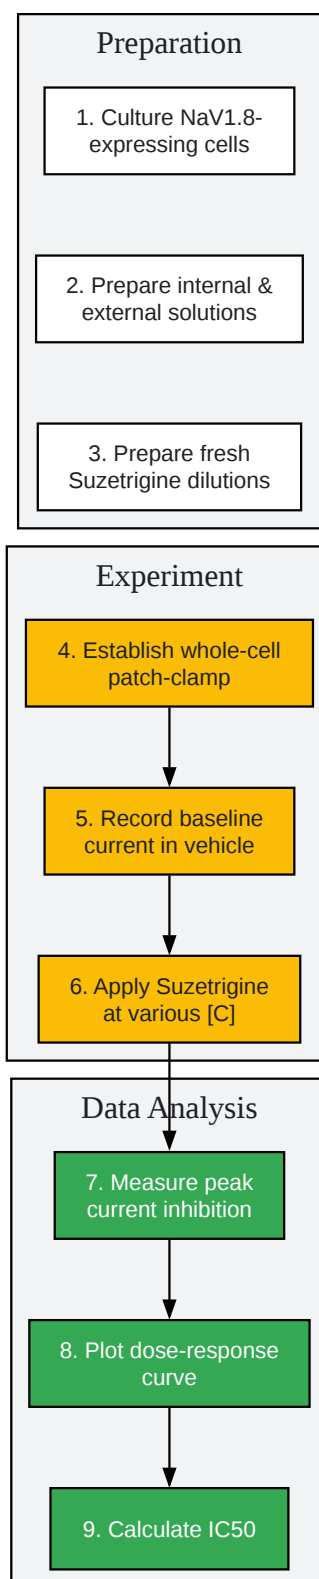 Preparation
1. Culture NaV1.8-
expressing cells
2. Prepare internal &
external solutions
3. Prepare fresh
Suzetrigine dilutions
Experiment
4. Establish whole-cell
patch-clamp
5. Record baseline
current in vehicle
6. Apply Suzetrigine
at various [C]
Data Analysis
7. Measure peak
current inhibition
8. Plot dose-response
curve
9. Calculate IC50